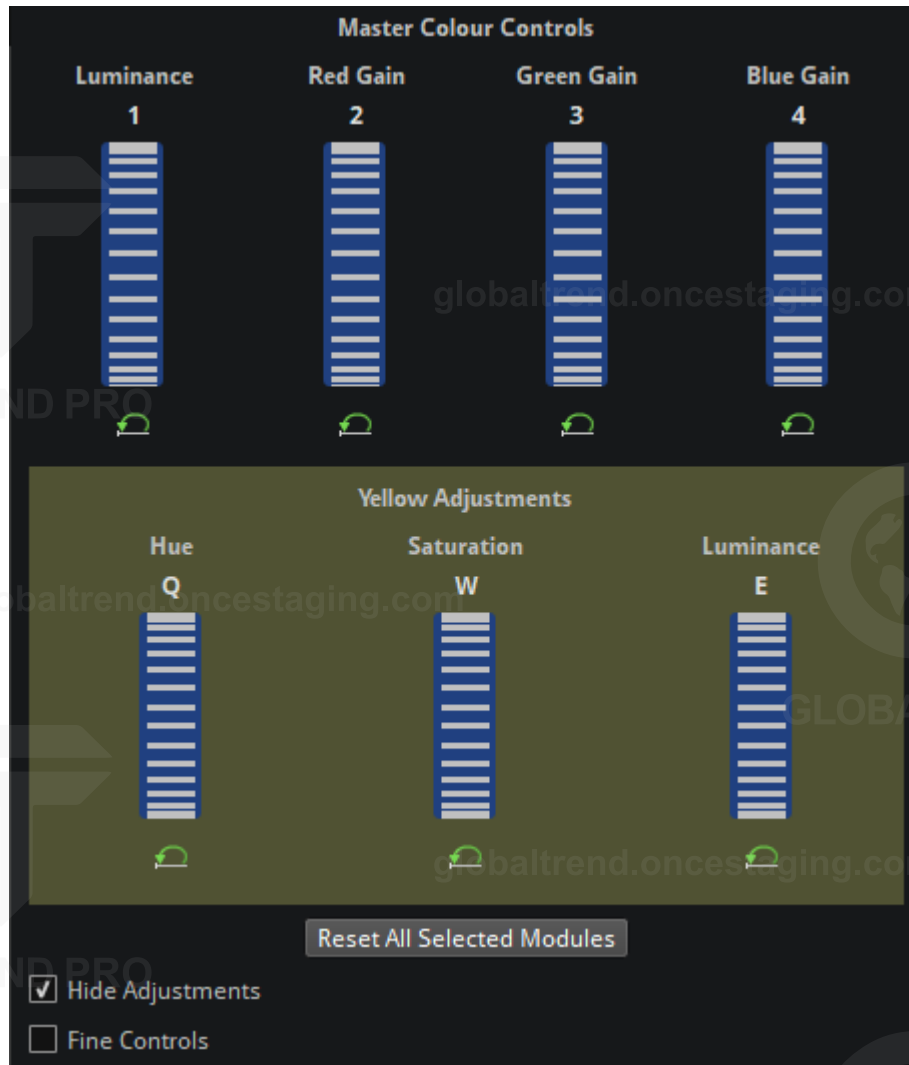 Master Colour Controls
Luminance Red Gain Green Gain Blue Gain
1 2 3 4
globaltrend.oncestaging.co
ND PRO
Yellow Adjustments
Hue Saturation Luminance
Q W E
obaltrend.oncestaging.com
GLOBA
globaltrend.oncestaging.co
Reset All Selected Modules
ND PRO
Hide Adjustments
Fine Controls